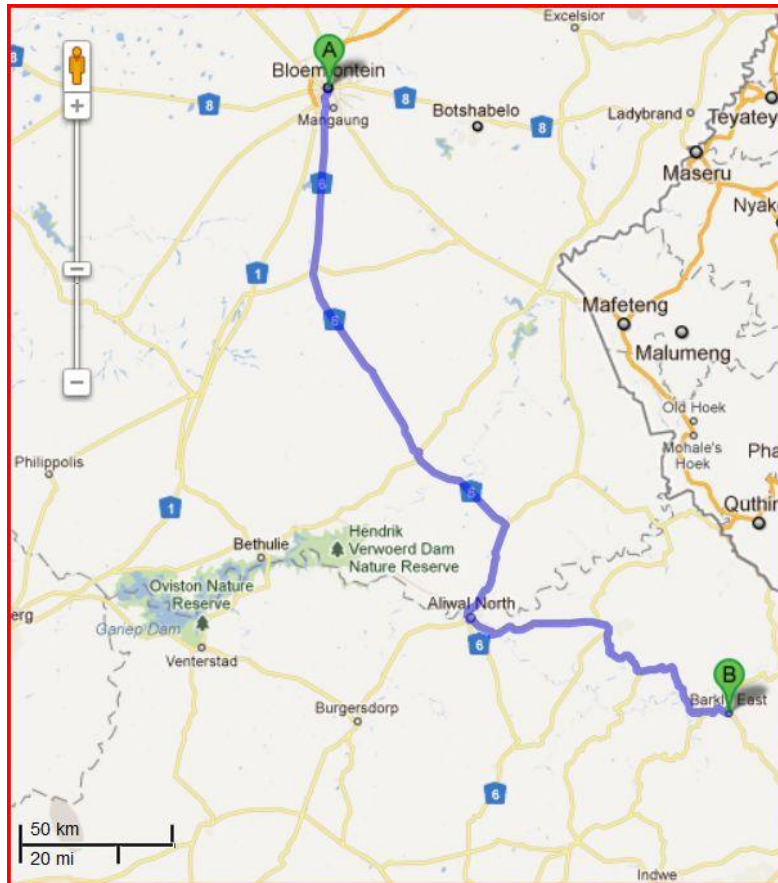 Excelsior
A
Bloemfontein
8
8
Mangaung
Botshabelo
8
Ladybrand
Teyatey
Maseru
6
Nyak
1
6
Mafeteng
Malumeng
Old Hoek
Mohale's
Hoek
Pha
Philippolis
1
6
Quthin
Bethulie
Hendrik
Verwoerd Dam
Nature Reserve
Oviston Nature
Reserve
erg
Aliwal North
Gariep Dam
6
Venterstad
B
Barkly East
Burgersdorp
6
50 km
20 mi
Indwe